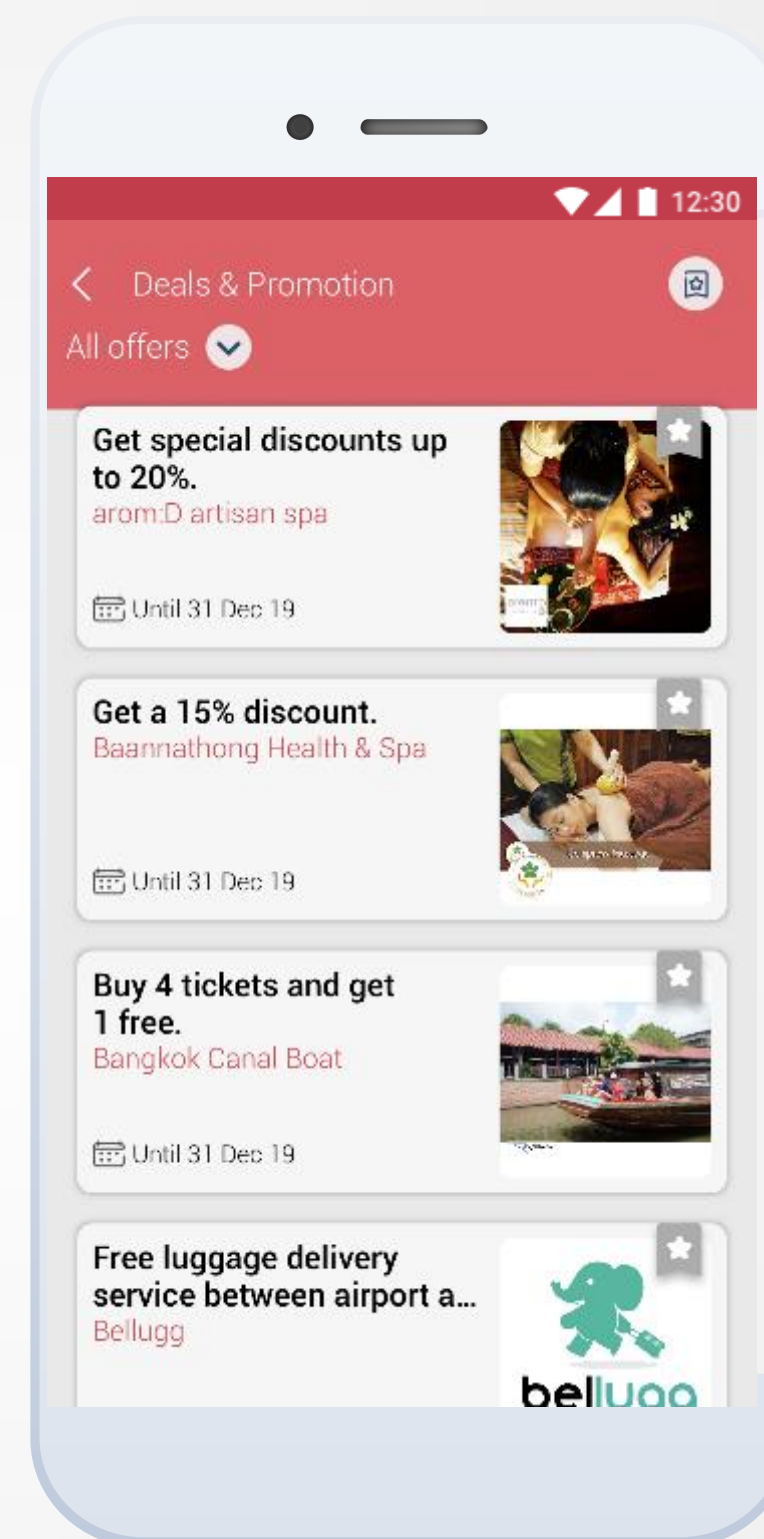 12:30
Deals & Promotion
All offers
Get special discounts up
to 20%.
arom:D artisan spa
Until 31 Dec 19
Get a 15% discount.
Baannathong Health & Spa
Until 31 Dec 19
Buy 4 tickets and get
1 free.
Bangkok Canal Boat
Until 31 Dec 19
Free luggage delivery
service between airport a...
Bellugg
bellugg